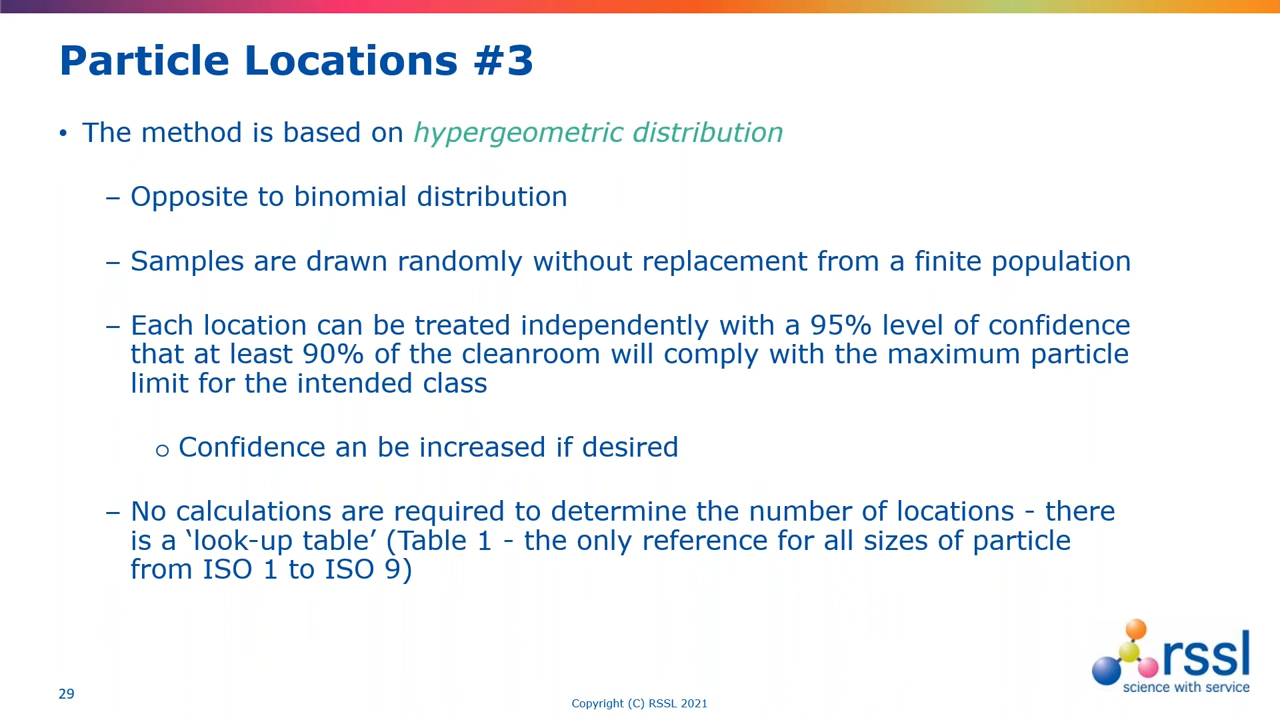 Particle Locations #3
• The method is based on hypergeometric distribution
– Opposite to binomial distribution
– Samples are drawn randomly without replacement from a finite population
– Each location can be treated independently with a 95% level of confidence
that at least 90% of the cleanroom will comply with the maximum particle
limit for the intended class
o Confidence an be increased if desired
– No calculations are required to determine the number of locations - there
is a ‘look-up table’ (Table 1 - the only reference for all sizes of particle
from ISO 1 to ISO 9)
rssl
science with service
29
Copyright (C) RSSL 2021